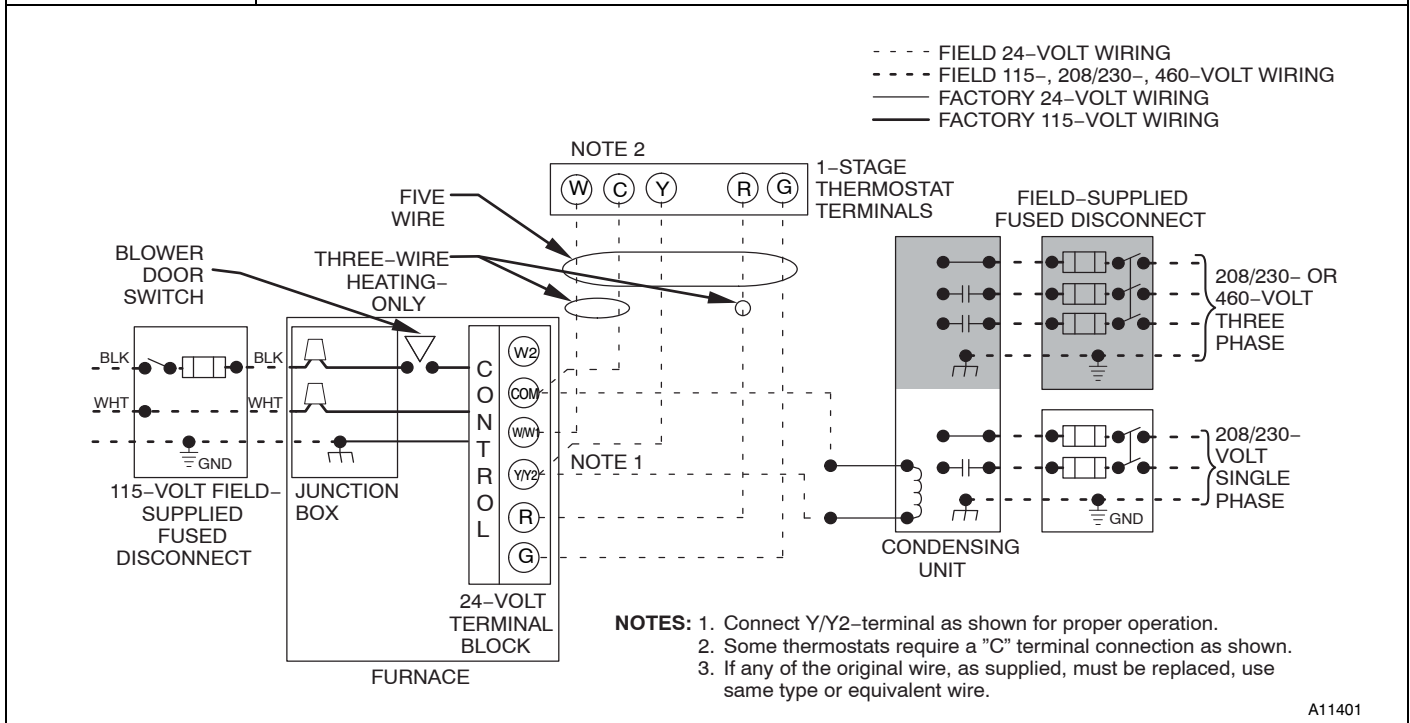 - - - - FIELD 24–VOLT WIRING
- - - - FIELD 115-, 208/230-, 460–VOLT WIRING
FACTORY 24–VOLT WIRING
FACTORY 115–VOLT WIRING
NOTE 2
W
C
Y
R
G
1–STAGE
THERMOSTAT
TERMINALS
FIVE
WIRE
THREE–WIRE
HEATING–
ONLY
BLOWER
DOOR
SWITCH
FIELD–SUPPLIED
FUSED DISCONNECT
208/230– OR
460–VOLT
THREE
PHASE
BLK
BLK
WHT
WHT
GND
115–VOLT FIELD–
SUPPLIED
FUSED
DISCONNECT
JUNCTION
BOX
CONTROL
W2
COM
W/W1
Y/Y2
R
G
NOTE 1
24–VOLT
TERMINAL
BLOCK
FURNACE
208/230–
VOLT
SINGLE
PHASE
GND
CONDENSING
UNIT
NOTES: 1. Connect Y/Y2–terminal as shown for proper operation.
2. Some thermostats require a ”C” terminal connection as shown.
3. If any of the original wire, as supplied, must be replaced, use
same type or equivalent wire.
A11401